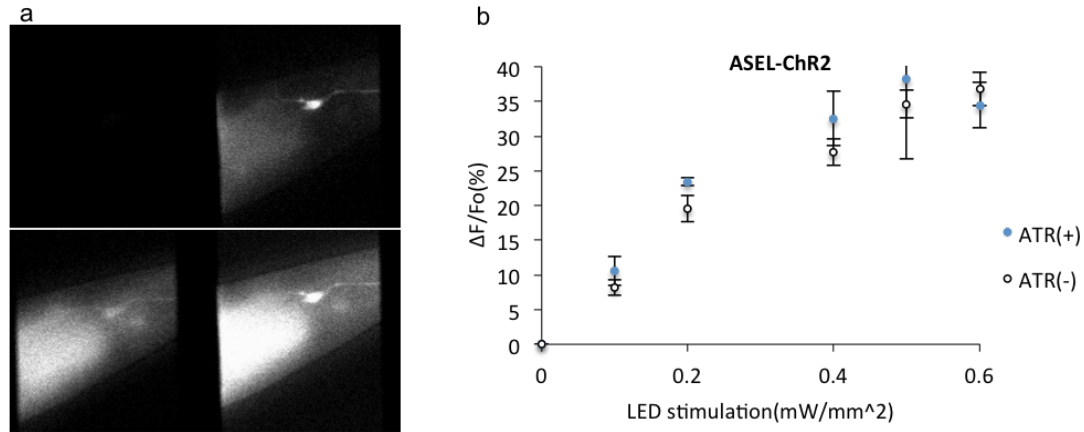 a
b
ASEL-ChR2
40
35
30
25
20
15
10
5
0
ΔF/Fo(%)
0
0.2
0.4
0.6
LED stimulation(mW/mm^2)
ATR(+)
ATR(-)